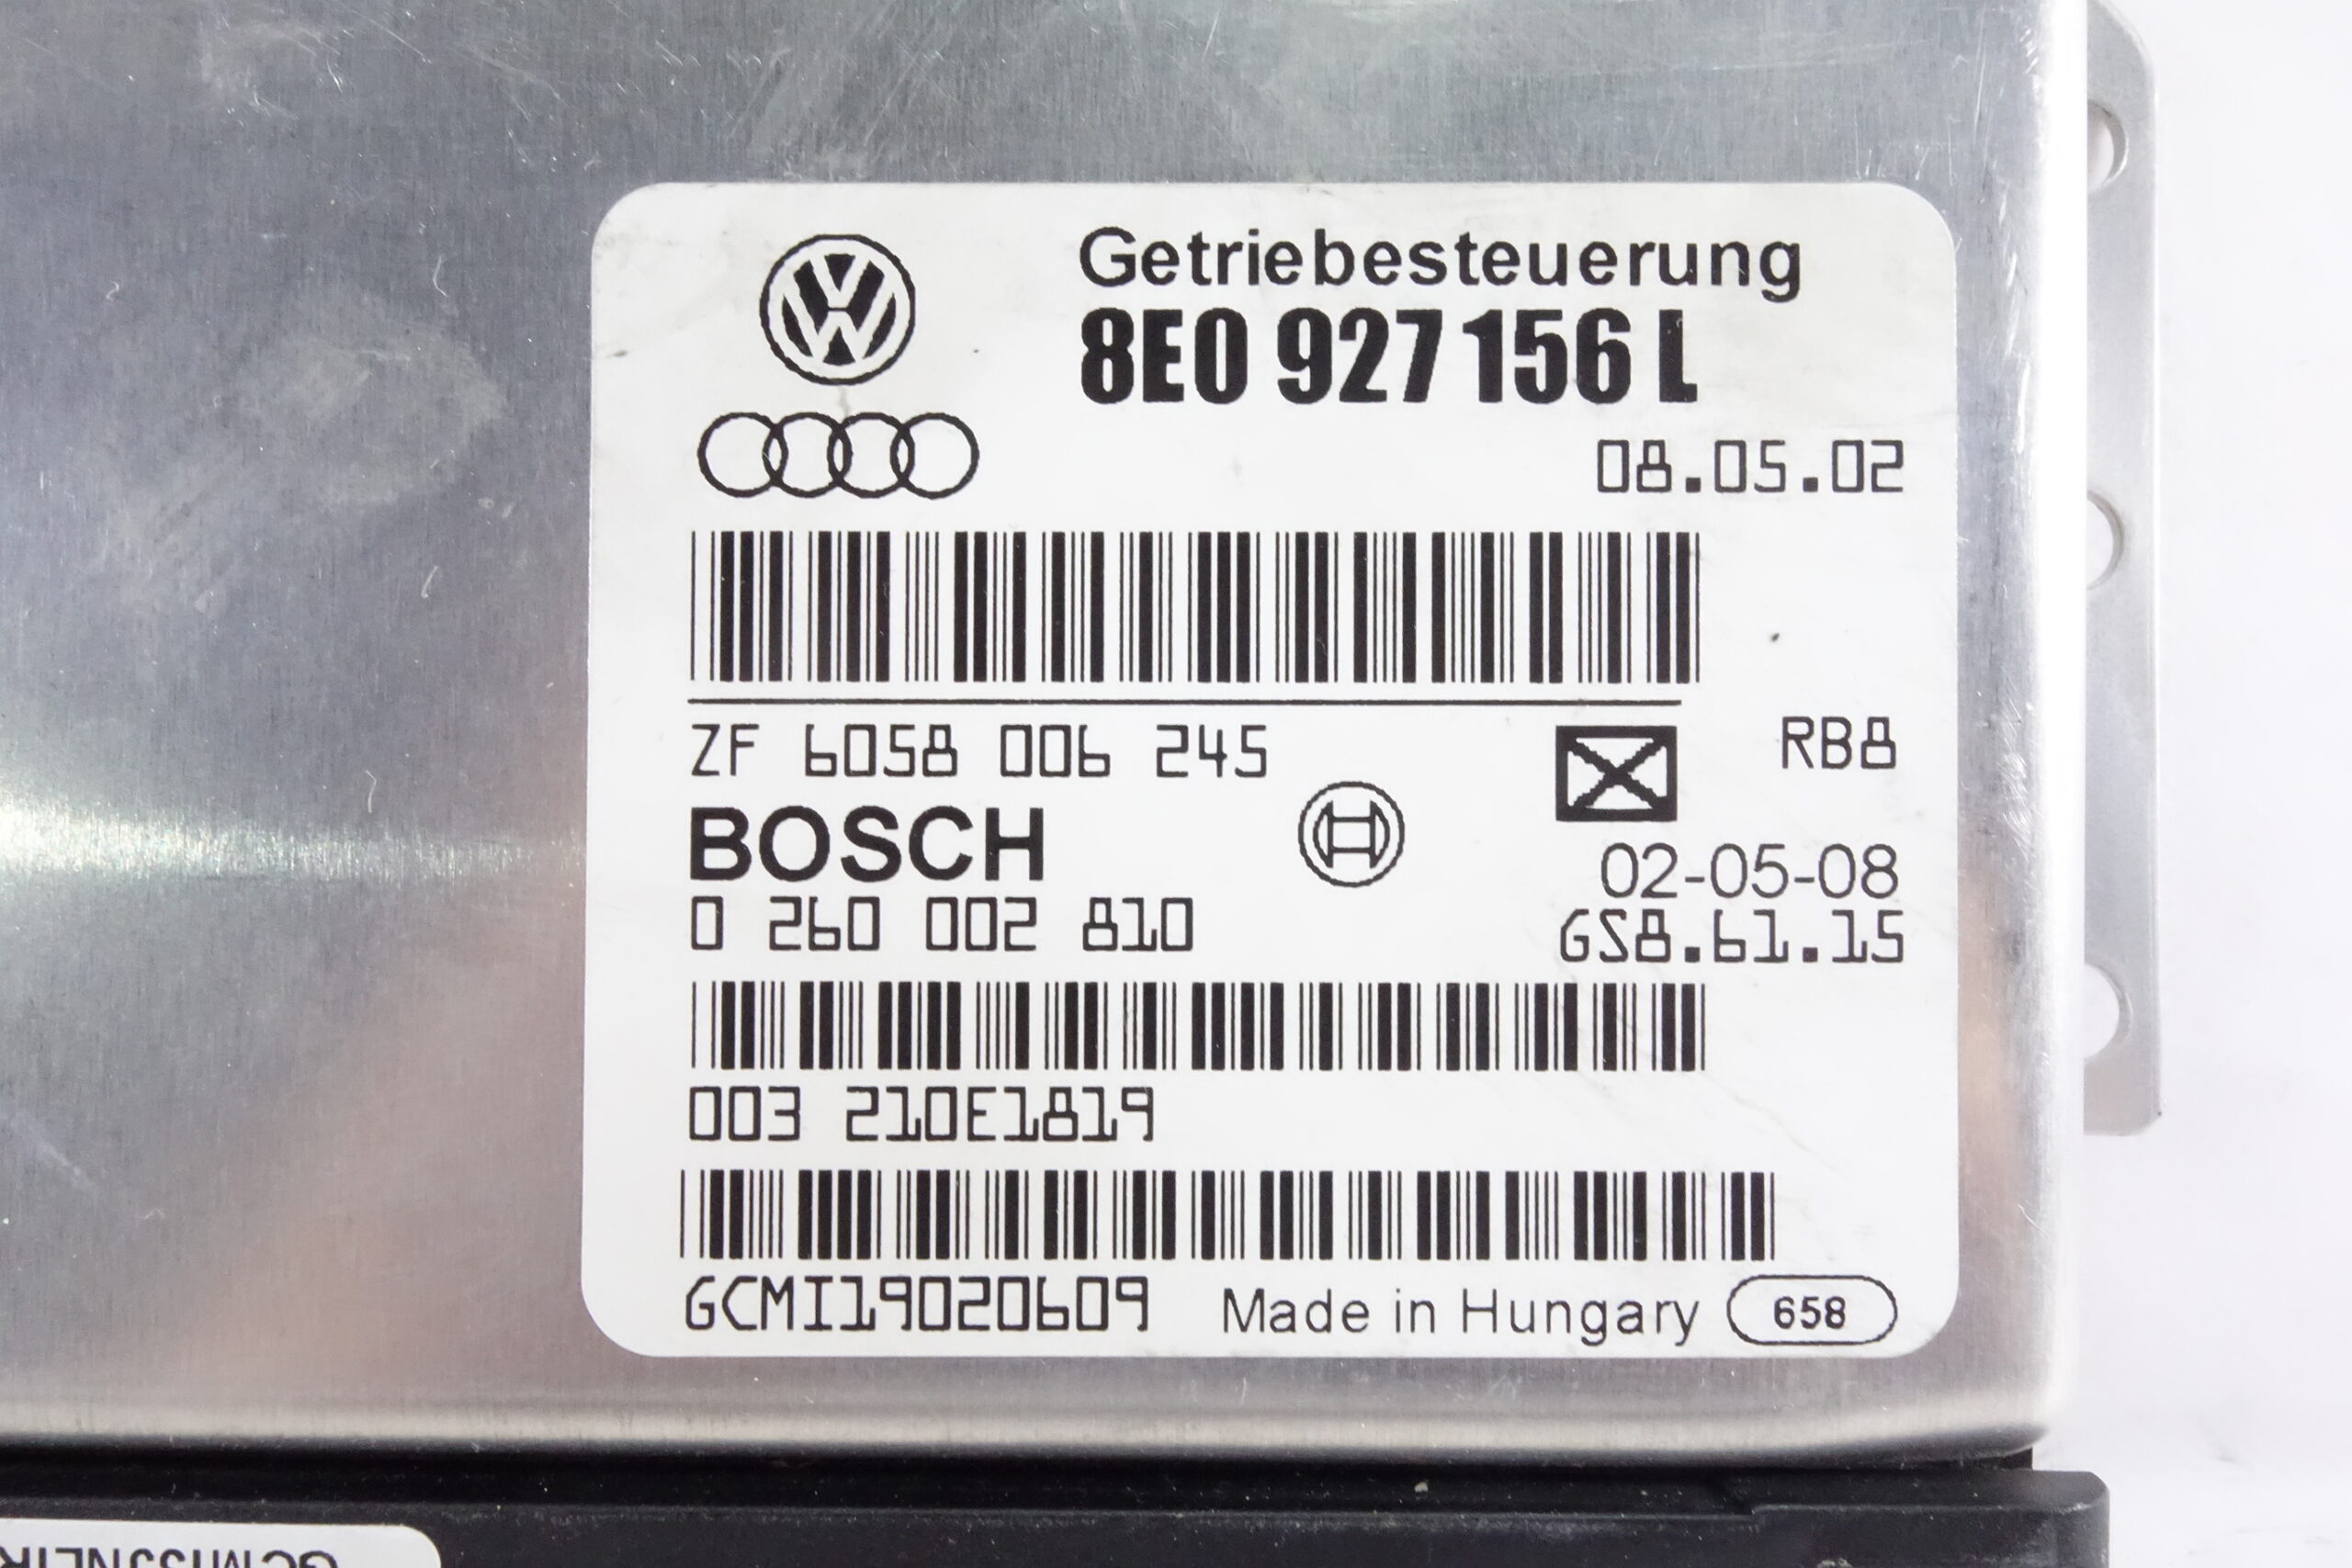 Getriebesteuerung
8E0 927 156 L
08.05.02
ZF 6058 006 245
RB8
BOSCH
02-05-08
0 260 002 810
GS8.61.15
003 210E1819
GCMI19020609
Made in Hungary
658